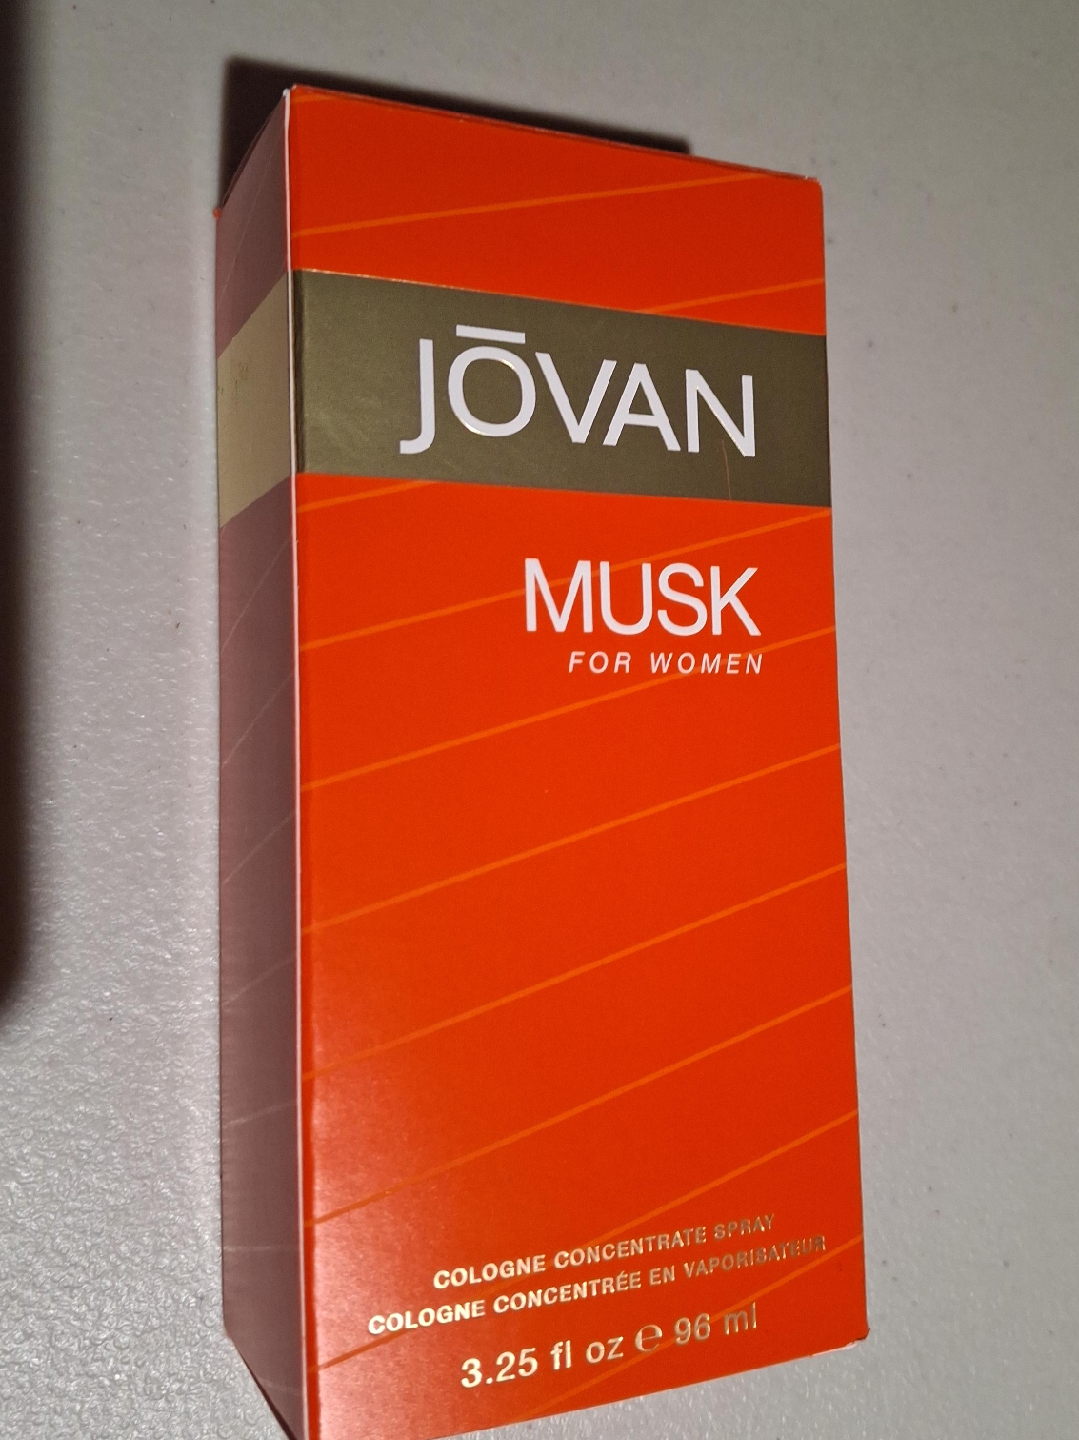 JŌVAN
MUSK
FOR WOMEN
COLOGNE CONCENTRATE SPRAY
COLOGNE CONCENTRÉE EN VAPORISATEUR
3.25 fl oz ℮ 96 ml